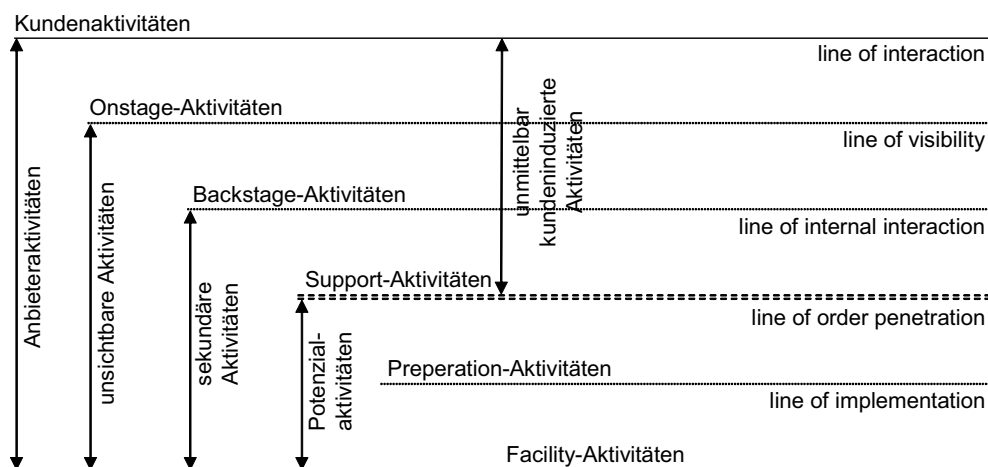 Kundenaktivitäten
line of interaction
Onstage-Aktivitäten
line of visibility
Backstage-Aktivitäten
line of internal interaction
Support-Aktivitäten
line of order penetration
Preperation-Aktivitäten
line of implementation
Facility-Aktivitäten
Anbieteraktivitäten
unsichtbare Aktivitäten
sekundäre
Aktivitäten
Potenzial-
aktivitäten
unmittelbar
kundeninduzierte
Aktivitäten